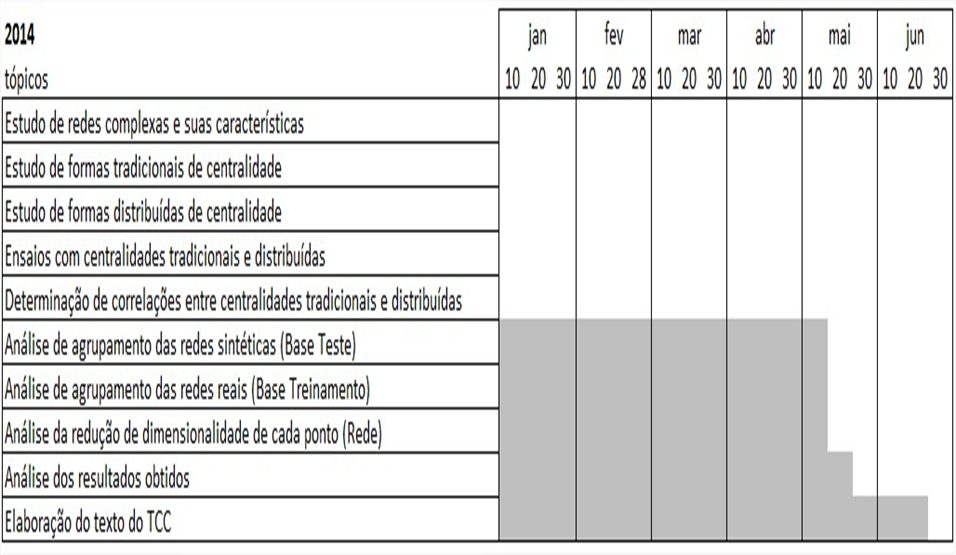 2014 jan fev mar abr mai jun
tópicos 10 20 30 10 20 28 10 20 30 10 20 30 10 20 30 10 20 30
Estudo de redes complexas e suas características
Estudo de formas tradicionais de centralidade
Estudo de formas distribuídas de centralidade
Ensaios com centralidades tradicionais e distribuídas
Determinação de correlações entre centralidades tradicionais e distribuídas
Análise de agrupamento das redes sintéticas (Base Teste)
Análise de agrupamento das redes reais (Base Treinamento)
Análise da redução de dimensionalidade de cada ponto (Rede)
Análise dos resultados obtidos
Elaboração do texto do TCC